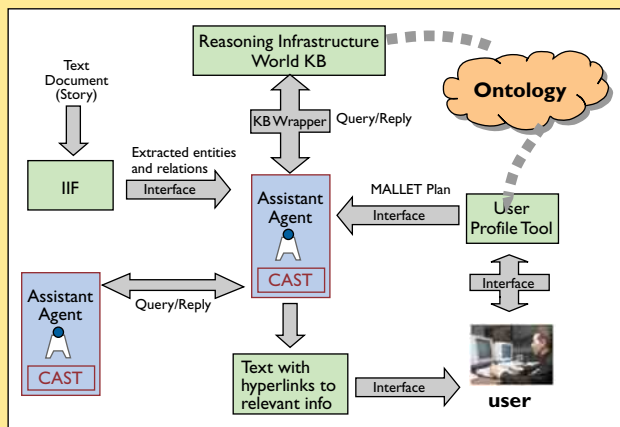 Text
Document
(Story)
Reasoning Infrastructure
World KB
Ontology
KB Wrapper
Query/Reply
IIF
Extracted entities
and relations
Interface
Assistant
Agent
CAST
MALLET Plan
Interface
User
Profile Tool
Interface
Assistant
Agent
CAST
Query/Reply
Text with
hyperlinks to
relevant info
Interface
user